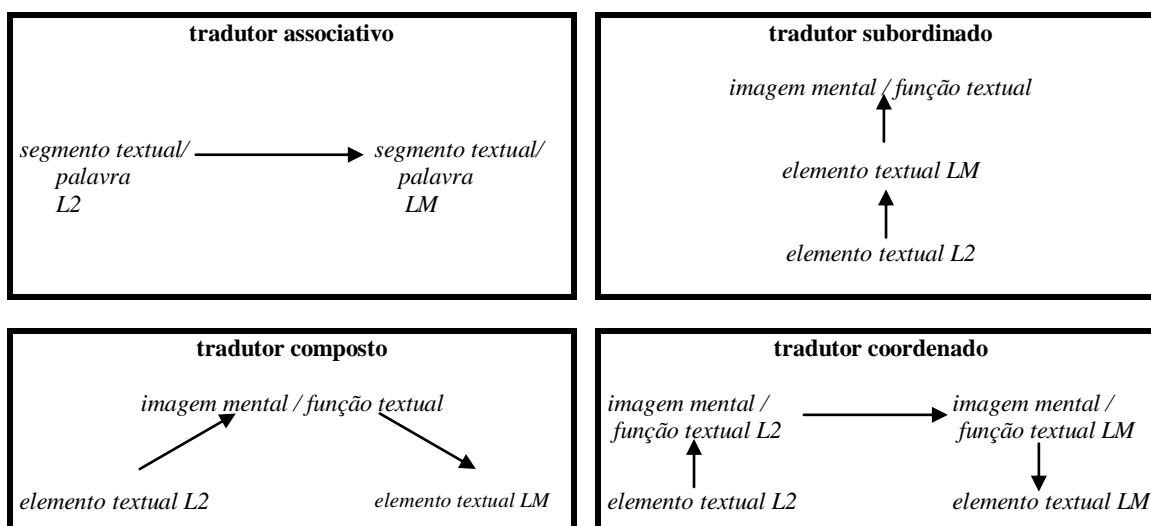 tradutor associativo
segmento textual/
palavra
L2
segmento textual/
palavra
LM
tradutor subordinado
imagem mental / função textual
elemento textual LM
elemento textual L2
tradutor composto
imagem mental / função textual
elemento textual L2
elemento textual LM
tradutor coordenado
imagem mental /
função textual L2
imagem mental /
função textual LM
elemento textual L2
elemento textual LM